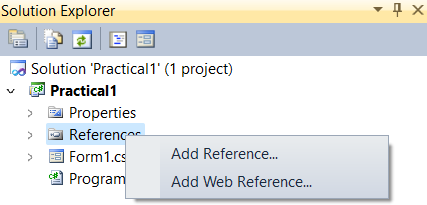 Solution Explorer
Solution 'Practical1' (1 project)
Practical1
Properties
References
Form1.cs
Program
Add Reference...
Add Web Reference...